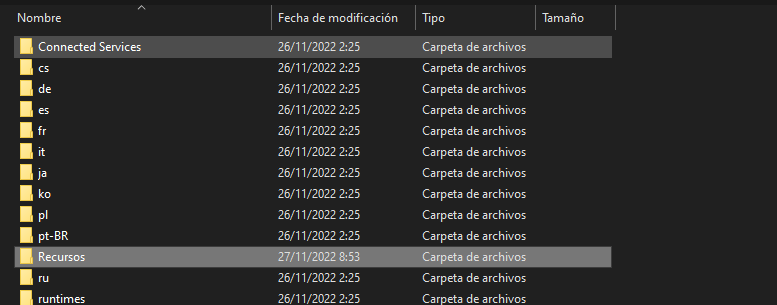 Nombre Fecha de modificación Tipo Tamaño
Connected Services 26/11/2022 2:25 Carpeta de archivos
cs 26/11/2022 2:25 Carpeta de archivos
de 26/11/2022 2:25 Carpeta de archivos
es 26/11/2022 2:25 Carpeta de archivos
fr 26/11/2022 2:25 Carpeta de archivos
it 26/11/2022 2:25 Carpeta de archivos
ja 26/11/2022 2:25 Carpeta de archivos
ko 26/11/2022 2:25 Carpeta de archivos
pl 26/11/2022 2:25 Carpeta de archivos
pt-BR 26/11/2022 2:25 Carpeta de archivos
Recursos 27/11/2022 8:53 Carpeta de archivos
ru 26/11/2022 2:25 Carpeta de archivos
runtimes 26/11/2022 2:25 Carpeta de archivos